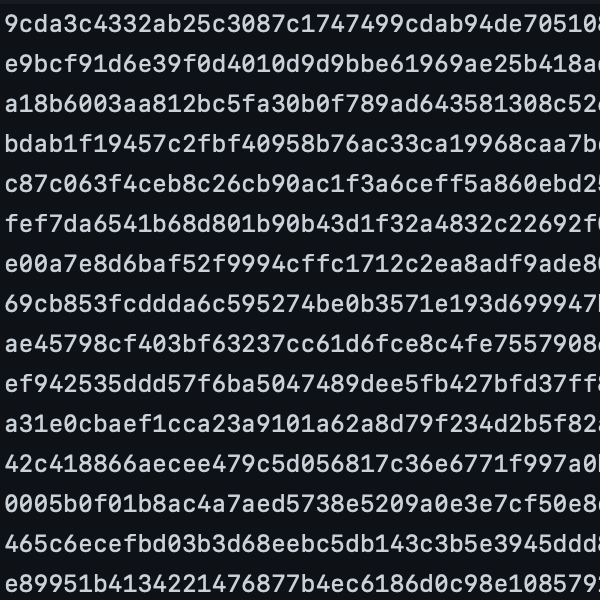 9cda3c4332ab25c3087c1747499cdab94de70510
e9bcf91d6e39f0d4010d9d9bbe61969ae25b418a
a18b6003aa812bc5fa30b0f789ad643581308c52
bdab1f19457c2fbf40958b76ac33ca19968caa7b
c87c063f4ceb8c26cb90ac1f3a6ceff5a860ebd2
fef7da6541b68d801b90b43d1f32a4832c22692f
e00a7e8d6baf52f9994cffc1712c2ea8adf9ade8
69cb853fcddda6c595274be0b3571e193d699947
ae45798cf403bf63237cc61d6fce8c4fe7557908
ef942535ddd57f6ba5047489dee5fb427bfd37ff
a31e0cbaef1cca23a9101a62a8d79f234d2b5f82
42c418866aecee479c5d056817c36e6771f997a0
0005b0f01b8ac4a7aed5738e5209a0e3e7cf50e8
465c6ecefbd03b3d68eebc5db143c3b5e3945ddd
e89951b4134221476877b4ec6186d0c98e108579